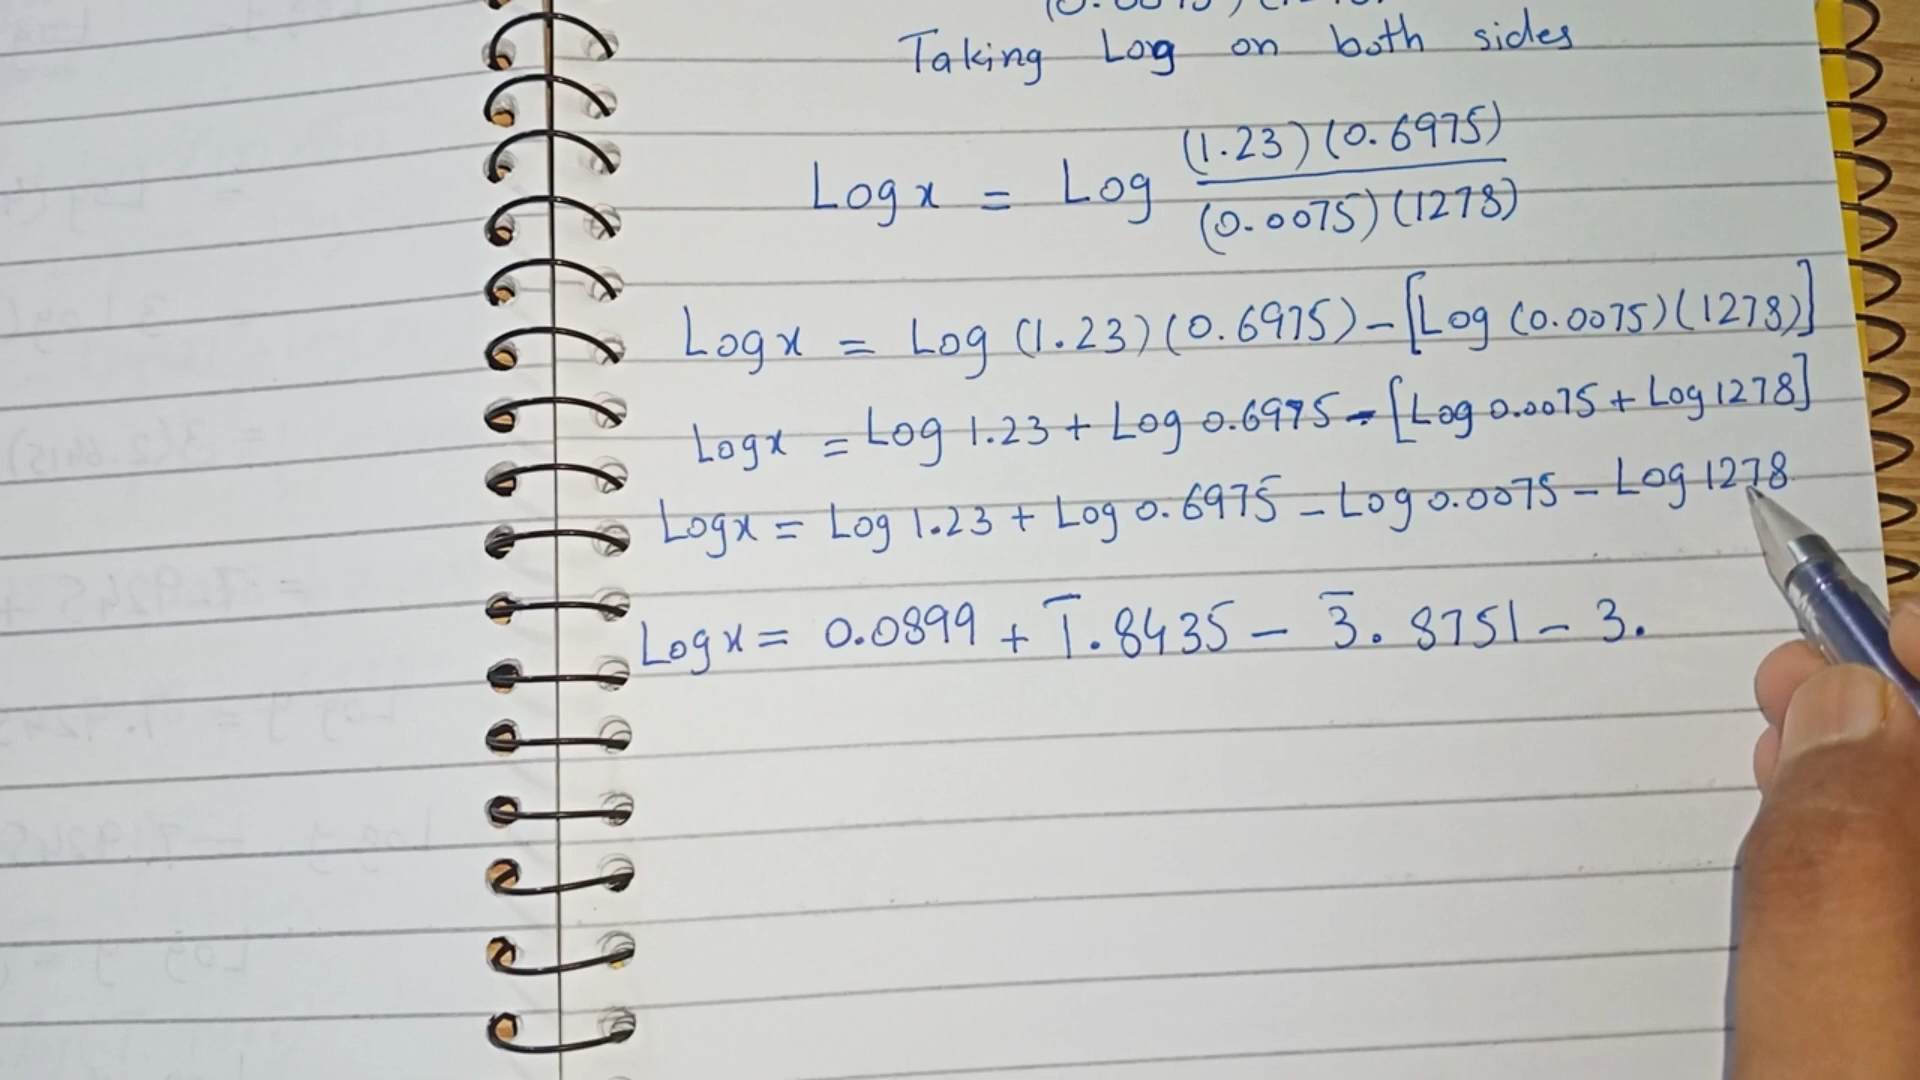 Taking Log on both sides
Log x = Log (1.23)(0.6975) / (0.0075)(1278)
Log x = Log (1.23)(0.6975) - [Log (0.0075)(1278)]
Log x = Log 1.23 + Log 0.6975 - [Log 0.0075 + Log 1278]
Log x = Log 1.23 + Log 0.6975 - Log 0.0075 - Log 1278
Log x = 0.0899 + 1̅.8435 - 3̅.8751 - 3.